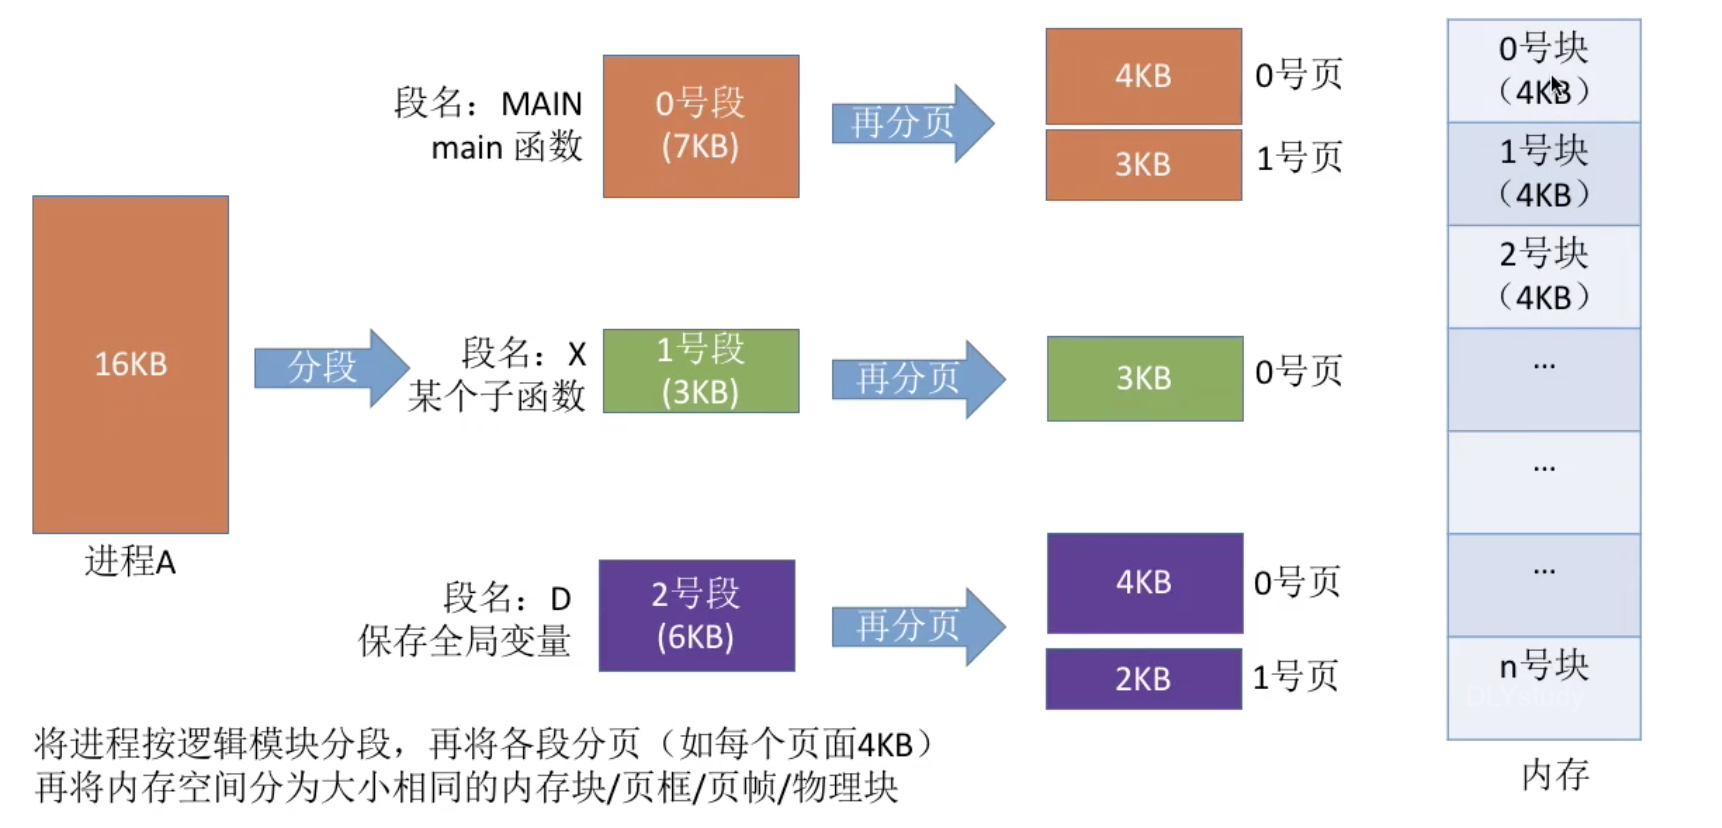 段名：MAIN
main 函数
0号段
(7KB)
再分页
4KB
0号页
3KB
1号页
16KB
进程A
分段
段名：X
某个子函数
1号段
(3KB)
再分页
3KB
0号页
段名：D
保存全局变量
2号段
(6KB)
再分页
4KB
0号页
2KB
1号页
0号块
（4KB）
1号块
（4KB）
2号块
（4KB）
...
...
...
n号块
DLYstudy
内存
将进程按逻辑模块分段，再将各段分页（如每个页面4KB）
再将内存空间分为大小相同的内存块/页框/页帧/物理块